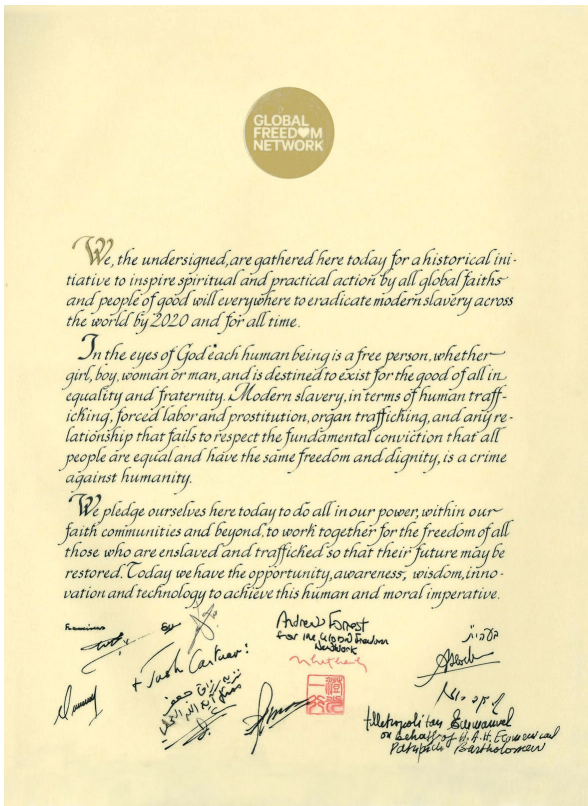 GLOBAL
FREEDOM
NETWORK
We, the undersigned, are gathered here today for a historical ini-
tiative to inspire spiritual and practical action by all global faiths
and people of good will everywhere to eradicate modern slavery across
the world by 2020 and for all time.
In the eyes of God each human being is a free person, whether
girl, boy, woman or man, and is destined to exist for the good of all in
equality and fraternity. Modern slavery, in terms of human traff-
icking, forced labor and prostitution, organ trafficking, and any re-
lationship that fails to respect the fundamental conviction that all
people are equal and have the same freedom and dignity, is a crime
against humanity.
We pledge ourselves here today to do all in our power, within our
faith communities and beyond, to work together for the freedom of all
those who are enslaved and trafficked so that their future may be
restored. Today we have the opportunity, awareness, wisdom, inno-
vation and technology to achieve this human and moral imperative.
Franciscus
Andrew Forrest
for the Global Freedom
Network
Metropolitan Emmanuel
on behalf of H.A.H. Ecumenical
Patriarch Bartholomew